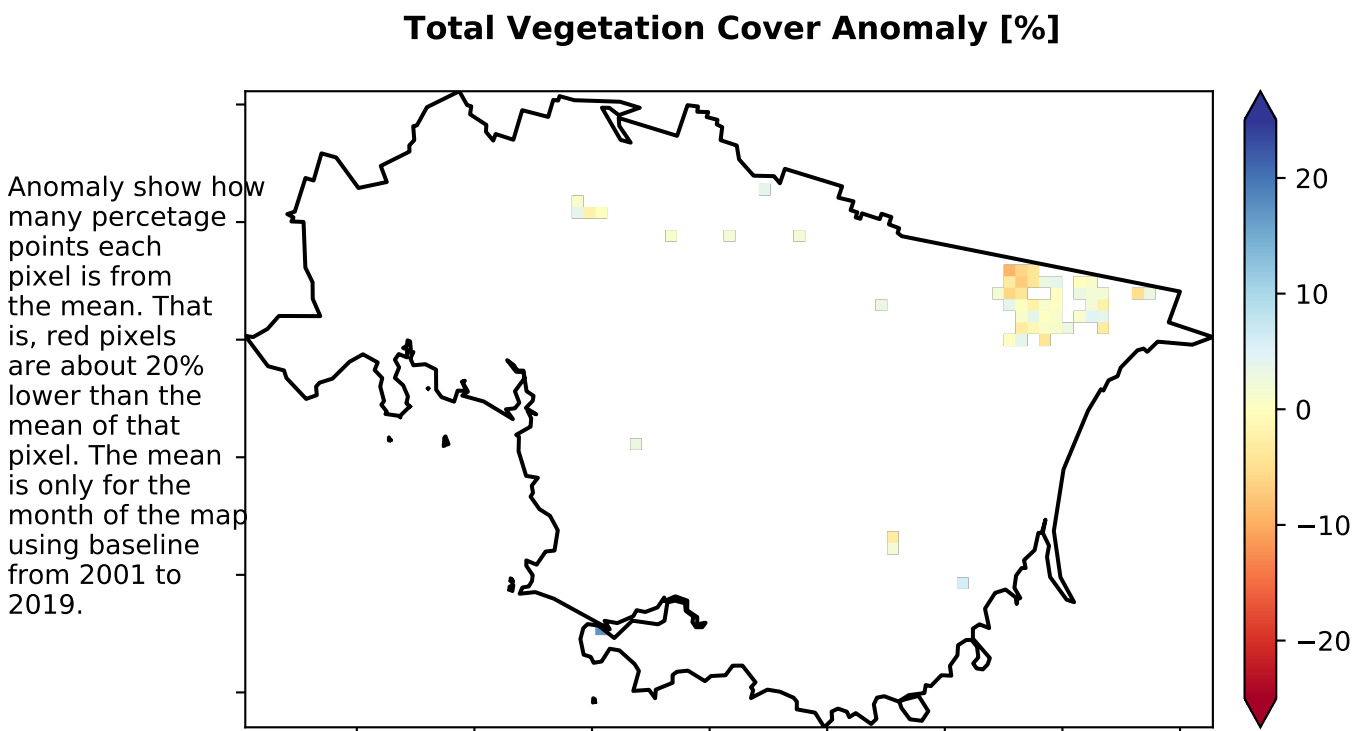 Total Vegetation Cover Anomaly [%]
Anomaly show how
many percetage
points each
pixel is from
the mean. That
is, red pixels
are about 20%
lower than the
mean of that
pixel. The mean
is only for the
month of the map
using baseline
from 2001 to
2019.
20
10
0
−10
−20